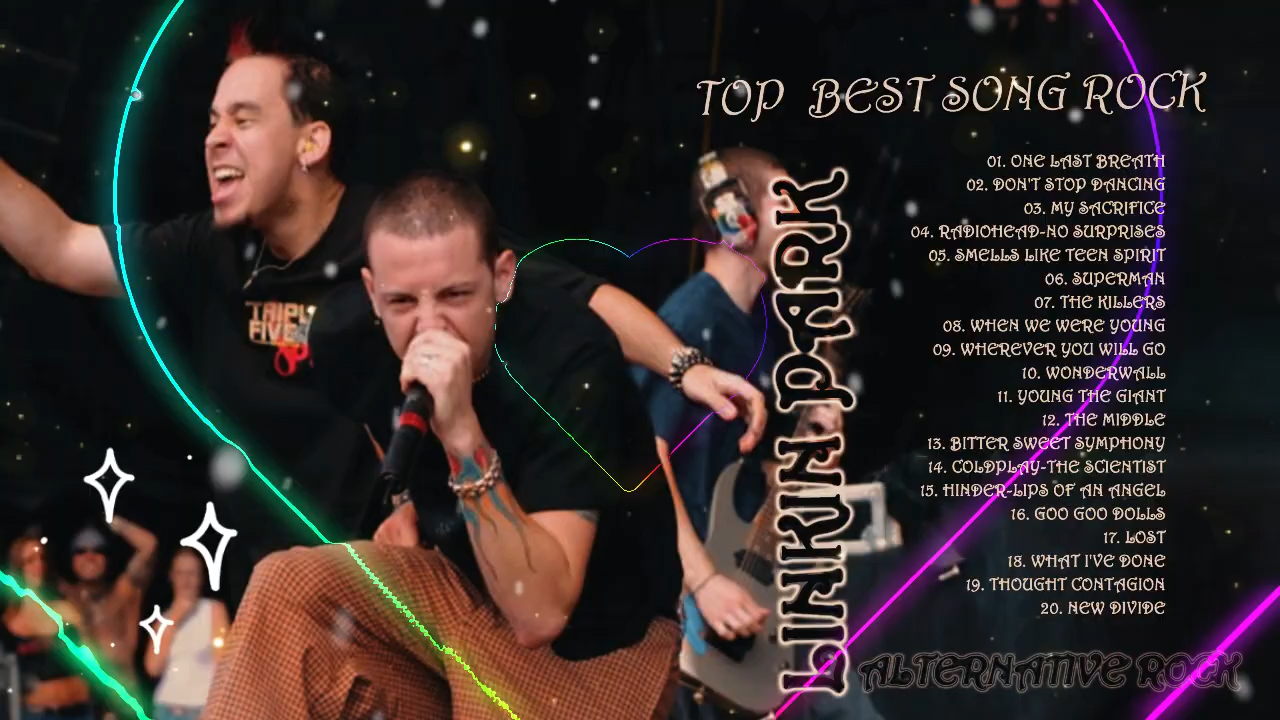 TOP BEST SONG ROCK
01. ONE LAST BREATH
02. DON'T STOP DANCING
03. MY SACRIFICE
04. RADIOHEAD-NO SURPRISES
05. SMELLS LIKE TEEN SPIRIT
06. SUPERMAN
07. THE KILLERS
08. WHEN WE WERE YOUNG
09. WHEREVER YOU WILL GO
10. WONDERWALL
11. YOUNG THE GIANT
12. THE MIDDLE
13. BITTER SWEET SYMPHONY
14. COLDPLAY-THE SCIENTIST
15. HINDER-LIPS OF AN ANGEL
16. GOO GOO DOLLS
17. LOST
18. WHAT I'VE DONE
19. THOUGHT CONTAGION
20. NEW DIVIDE
LINKIN PARK
ALTERNATIVE ROCK
TRIPLE
FIVE